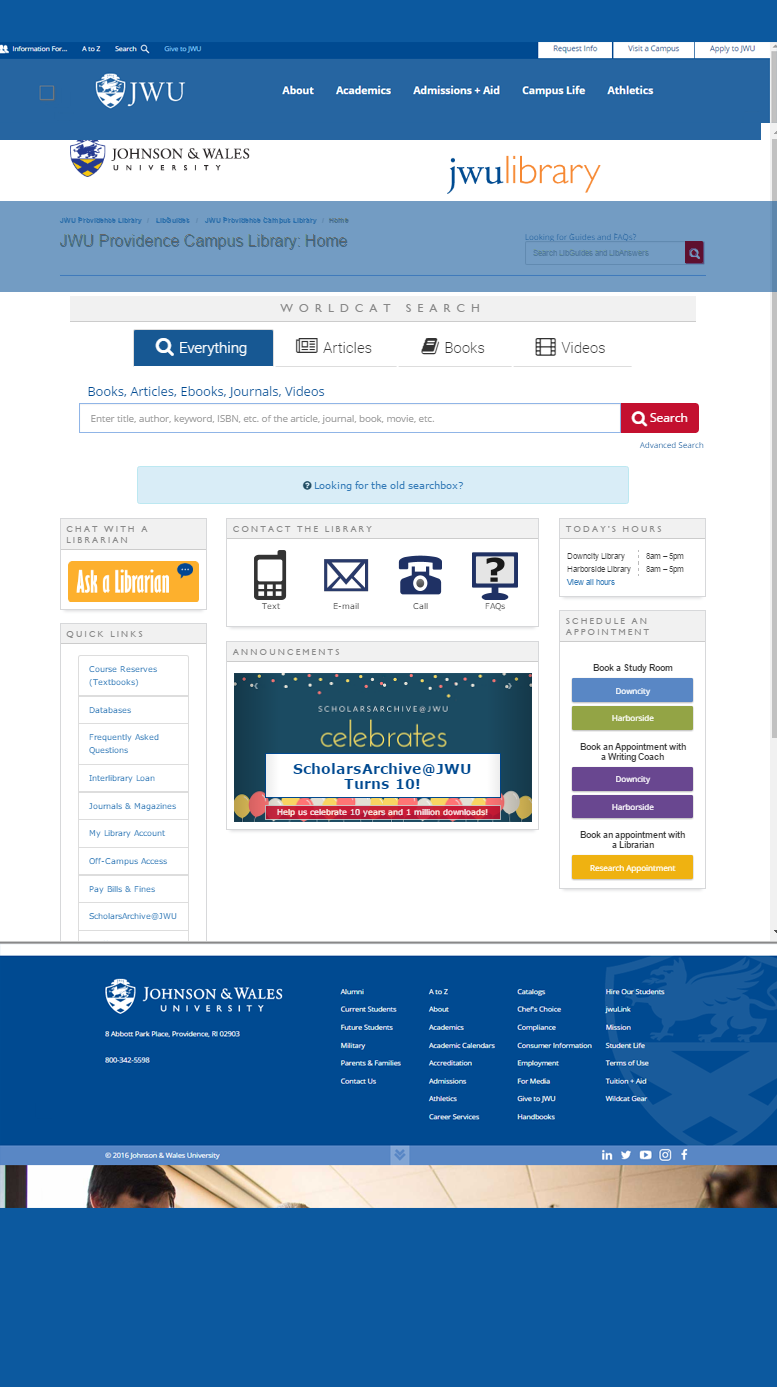 Information For... A to Z Search Give to JWU Request Info Visit a Campus Apply to JWU
JWU About Academics Admissions + Aid Campus Life Athletics
JOHNSON & WALES
UNIVERSITY
jwulibrary
JWU Providence Library / LibGuides / JWU Providence Campus Library / Home
JWU Providence Campus Library: Home
Looking for Guides and FAQs?
Search LibGuides and LibAnswers
WORLDCAT SEARCH
Everything Articles Books Videos
Books, Articles, Ebooks, Journals, Videos
Enter title, author, keyword, ISBN, etc. of the article, journal, book, movie, etc. Search
Advanced Search
? Looking for the old searchbox?
CHAT WITH A
LIBRARIAN
Ask a Librarian
QUICK LINKS
Course Reserves
(Textbooks)
Databases
Frequently Asked
Questions
Interlibrary Loan
Journals & Magazines
My Library Account
Off-Campus Access
Pay Bills & Fines
ScholarsArchive@JWU
CONTACT THE LIBRARY
?
Text E-mail Call FAQs
ANNOUNCEMENTS
SCHOLARSARCHIVE@JWU
celebrates
ScholarsArchive@JWU
Turns 10!
Help us celebrate 10 years and 1 million downloads!
TODAY'S HOURS
Downcity Library 8am – 5pm
Harborside Library 8am – 5pm
View all hours
SCHEDULE AN
APPOINTMENT
Book a Study Room
Downcity
Harborside
Book an Appointment with
a Writing Coach
Downcity
Harborside
Book an appointment with
a Librarian
Research Appointment
JOHNSON & WALES
UNIVERSITY
8 Abbott Park Place, Providence, RI 02903
800-342-5598
Alumni
Current Students
Future Students
Military
Parents & Families
Contact Us
A to Z
About
Academics
Academic Calendars
Accreditation
Admissions
Athletics
Career Services
Catalogs
Chef's Choice
Compliance
Consumer Information
Employment
For Media
Give to JWU
Handbooks
Hire Our Students
jwuLink
Mission
Student Life
Terms of Use
Tuition + Aid
Wildcat Gear
© 2016 Johnson & Wales University